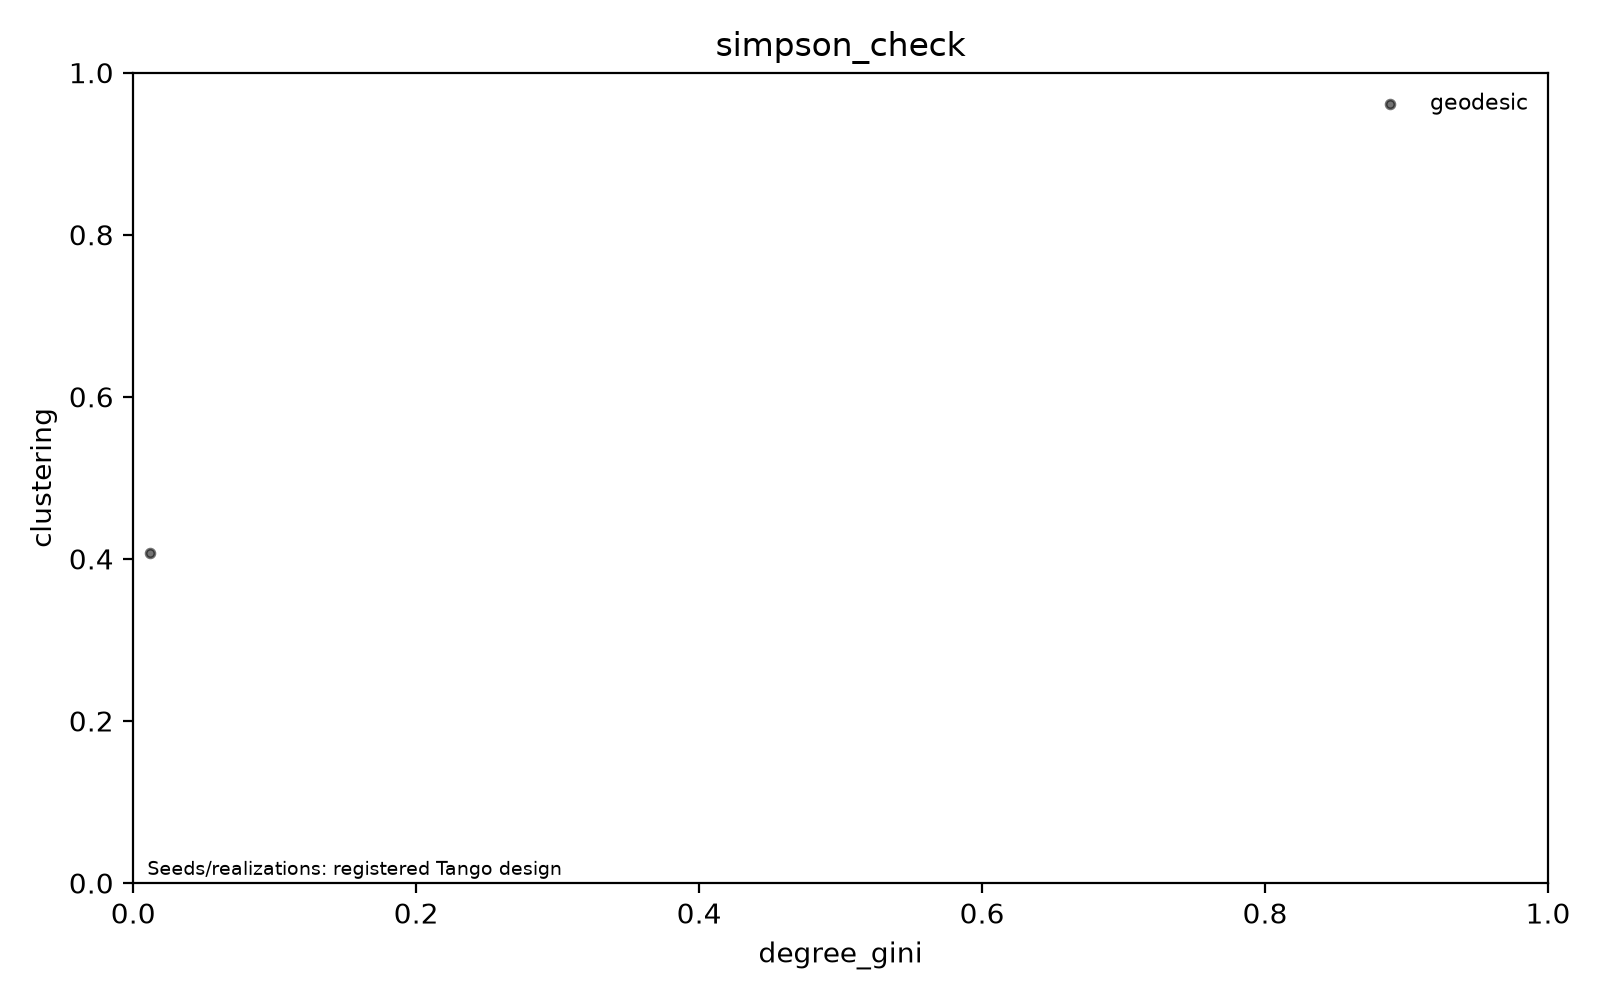 simpson_check
1.0
geodesic
0.8
0.6
clustering
0.4
0.2
Seeds/realizations: registered Tango design
0.0
0.0 0.2 0.4 0.6 0.8 1.0
degree_gini